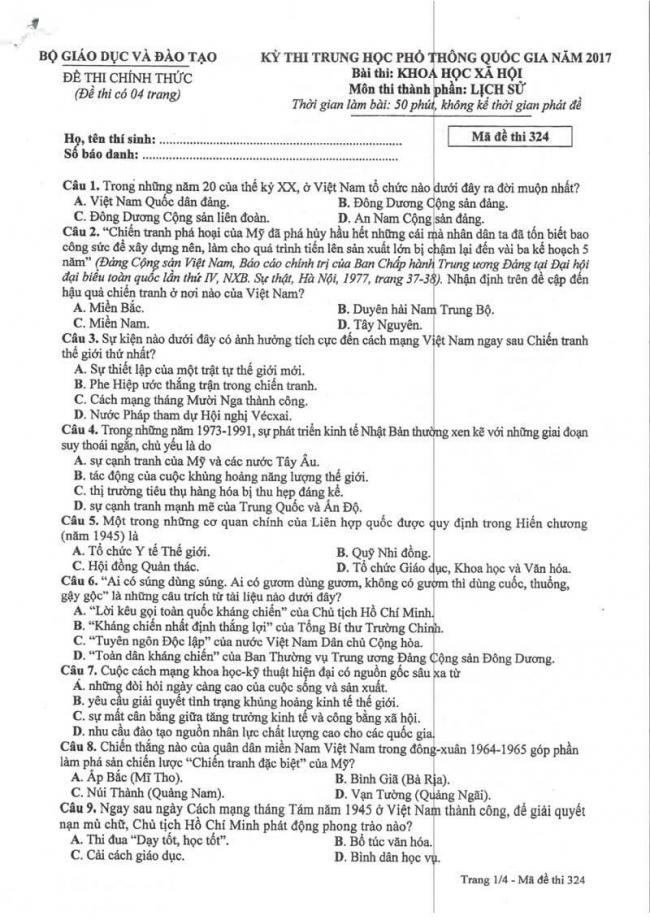 BỘ GIÁO DỤC VÀ ĐÀO TẠO
ĐỀ THI CHÍNH THỨC
(Đề thi có 04 trang)
KỲ THI TRUNG HỌC PHỔ THÔNG QUỐC GIA NĂM 2017
Bài thi: KHOA HỌC XÃ HỘI
Môn thi thành phần: LỊCH SỬ
Thời gian làm bài: 50 phút, không kể thời gian phát đề
Họ, tên thí sinh: ..........................................................
Số báo danh: ..............................................................
Mã đề thi 324
Câu 1. Trong những năm 20 của thế kỷ XX, ở Việt Nam tổ chức nào dưới đây ra đời muộn nhất?
A. Việt Nam Quốc dân đảng. B. Đông Dương Cộng sản đảng.
C. Đông Dương Cộng sản liên đoàn. D. An Nam Cộng sản đảng.
Câu 2. “Chiến tranh phá hoại của Mỹ đã phá hủy hầu hết những cái mà nhân dân ta đã tốn biết bao
công sức để xây dựng nên, làm cho quá trình tiến lên sản xuất lớn bị chậm lại đến vài ba kế hoạch 5
năm” (Đảng Cộng sản Việt Nam, Báo cáo chính trị của Ban Chấp hành Trung ương Đảng tại Đại hội
đại biểu toàn quốc lần thứ IV, NXB. Sự thật, Hà Nội, 1977, trang 37-38). Nhận định trên đề cập đến
hậu quả chiến tranh ở nơi nào của Việt Nam?
A. Miền Bắc. B. Duyên hải Nam Trung Bộ.
C. Miền Nam. D. Tây Nguyên.
Câu 3. Sự kiện nào dưới đây có ảnh hưởng tích cực đến cách mạng Việt Nam ngay sau Chiến tranh
thế giới thứ nhất?
A. Sự thiết lập của một trật tự thế giới mới.
B. Phe Hiệp ước thắng trận trong chiến tranh.
C. Cách mạng tháng Mười Nga thành công.
D. Nước Pháp tham dự Hội nghị Vécxai.
Câu 4. Trong những năm 1973-1991, sự phát triển kinh tế Nhật Bản thường xen kẽ với những giai đoạn
suy thoái ngắn, chủ yếu là do
A. sự cạnh tranh của Mỹ và các nước Tây Âu.
B. tác động của cuộc khủng hoảng năng lượng thế giới.
C. thị trường tiêu thụ hàng hóa bị thu hẹp đáng kể.
D. sự cạnh tranh mạnh mẽ của Trung Quốc và Ấn Độ.
Câu 5. Một trong những cơ quan chính của Liên hợp quốc được quy định trong Hiến chương
(năm 1945) là
A. Tổ chức Y tế Thế giới. B. Quỹ Nhi đồng.
C. Hội đồng Quản thác. D. Tổ chức Giáo dục, Khoa học và Văn hóa.
Câu 6. “Ai có súng dùng súng. Ai có gươm dùng gươm, không có gươm thì dùng cuốc, thuổng,
gậy gộc” là những câu trích từ tài liệu nào dưới đây?
A. “Lời kêu gọi toàn quốc kháng chiến” của Chủ tịch Hồ Chí Minh.
B. “Kháng chiến nhất định thắng lợi” của Tổng Bí thư Trường Chinh.
C. “Tuyên ngôn Độc lập” của nước Việt Nam Dân chủ Cộng hòa.
D. “Toàn dân kháng chiến” của Ban Thường vụ Trung ương Đảng Cộng sản Đông Dương.
Câu 7. Cuộc cách mạng khoa học-kỹ thuật hiện đại có nguồn gốc sâu xa từ
A. những đòi hỏi ngày càng cao của cuộc sống và sản xuất.
B. yêu cầu giải quyết tình trạng khủng hoảng kinh tế thế giới.
C. sự mất cân bằng giữa tăng trưởng kinh tế và công bằng xã hội.
D. nhu cầu đào tạo nguồn nhân lực chất lượng cao cho các quốc gia.
Câu 8. Chiến thắng nào của quân dân miền Nam Việt Nam trong đông-xuân 1964-1965 góp phần
làm phá sản chiến lược “Chiến tranh đặc biệt” của Mỹ?
A. Ấp Bắc (Mĩ Tho). B. Bình Giã (Bà Rịa).
C. Núi Thành (Quảng Nam). D. Vạn Tường (Quảng Ngãi).
Câu 9. Ngay sau ngày Cách mạng tháng Tám năm 1945 ở Việt Nam thành công, để giải quyết
nạn mù chữ, Chủ tịch Hồ Chí Minh phát động phong trào nào?
A. Thi đua “Dạy tốt, học tốt”. B. Bổ túc văn hóa.
C. Cải cách giáo dục. D. Bình dân học vụ.
Trang 1/4 - Mã đề thi 324